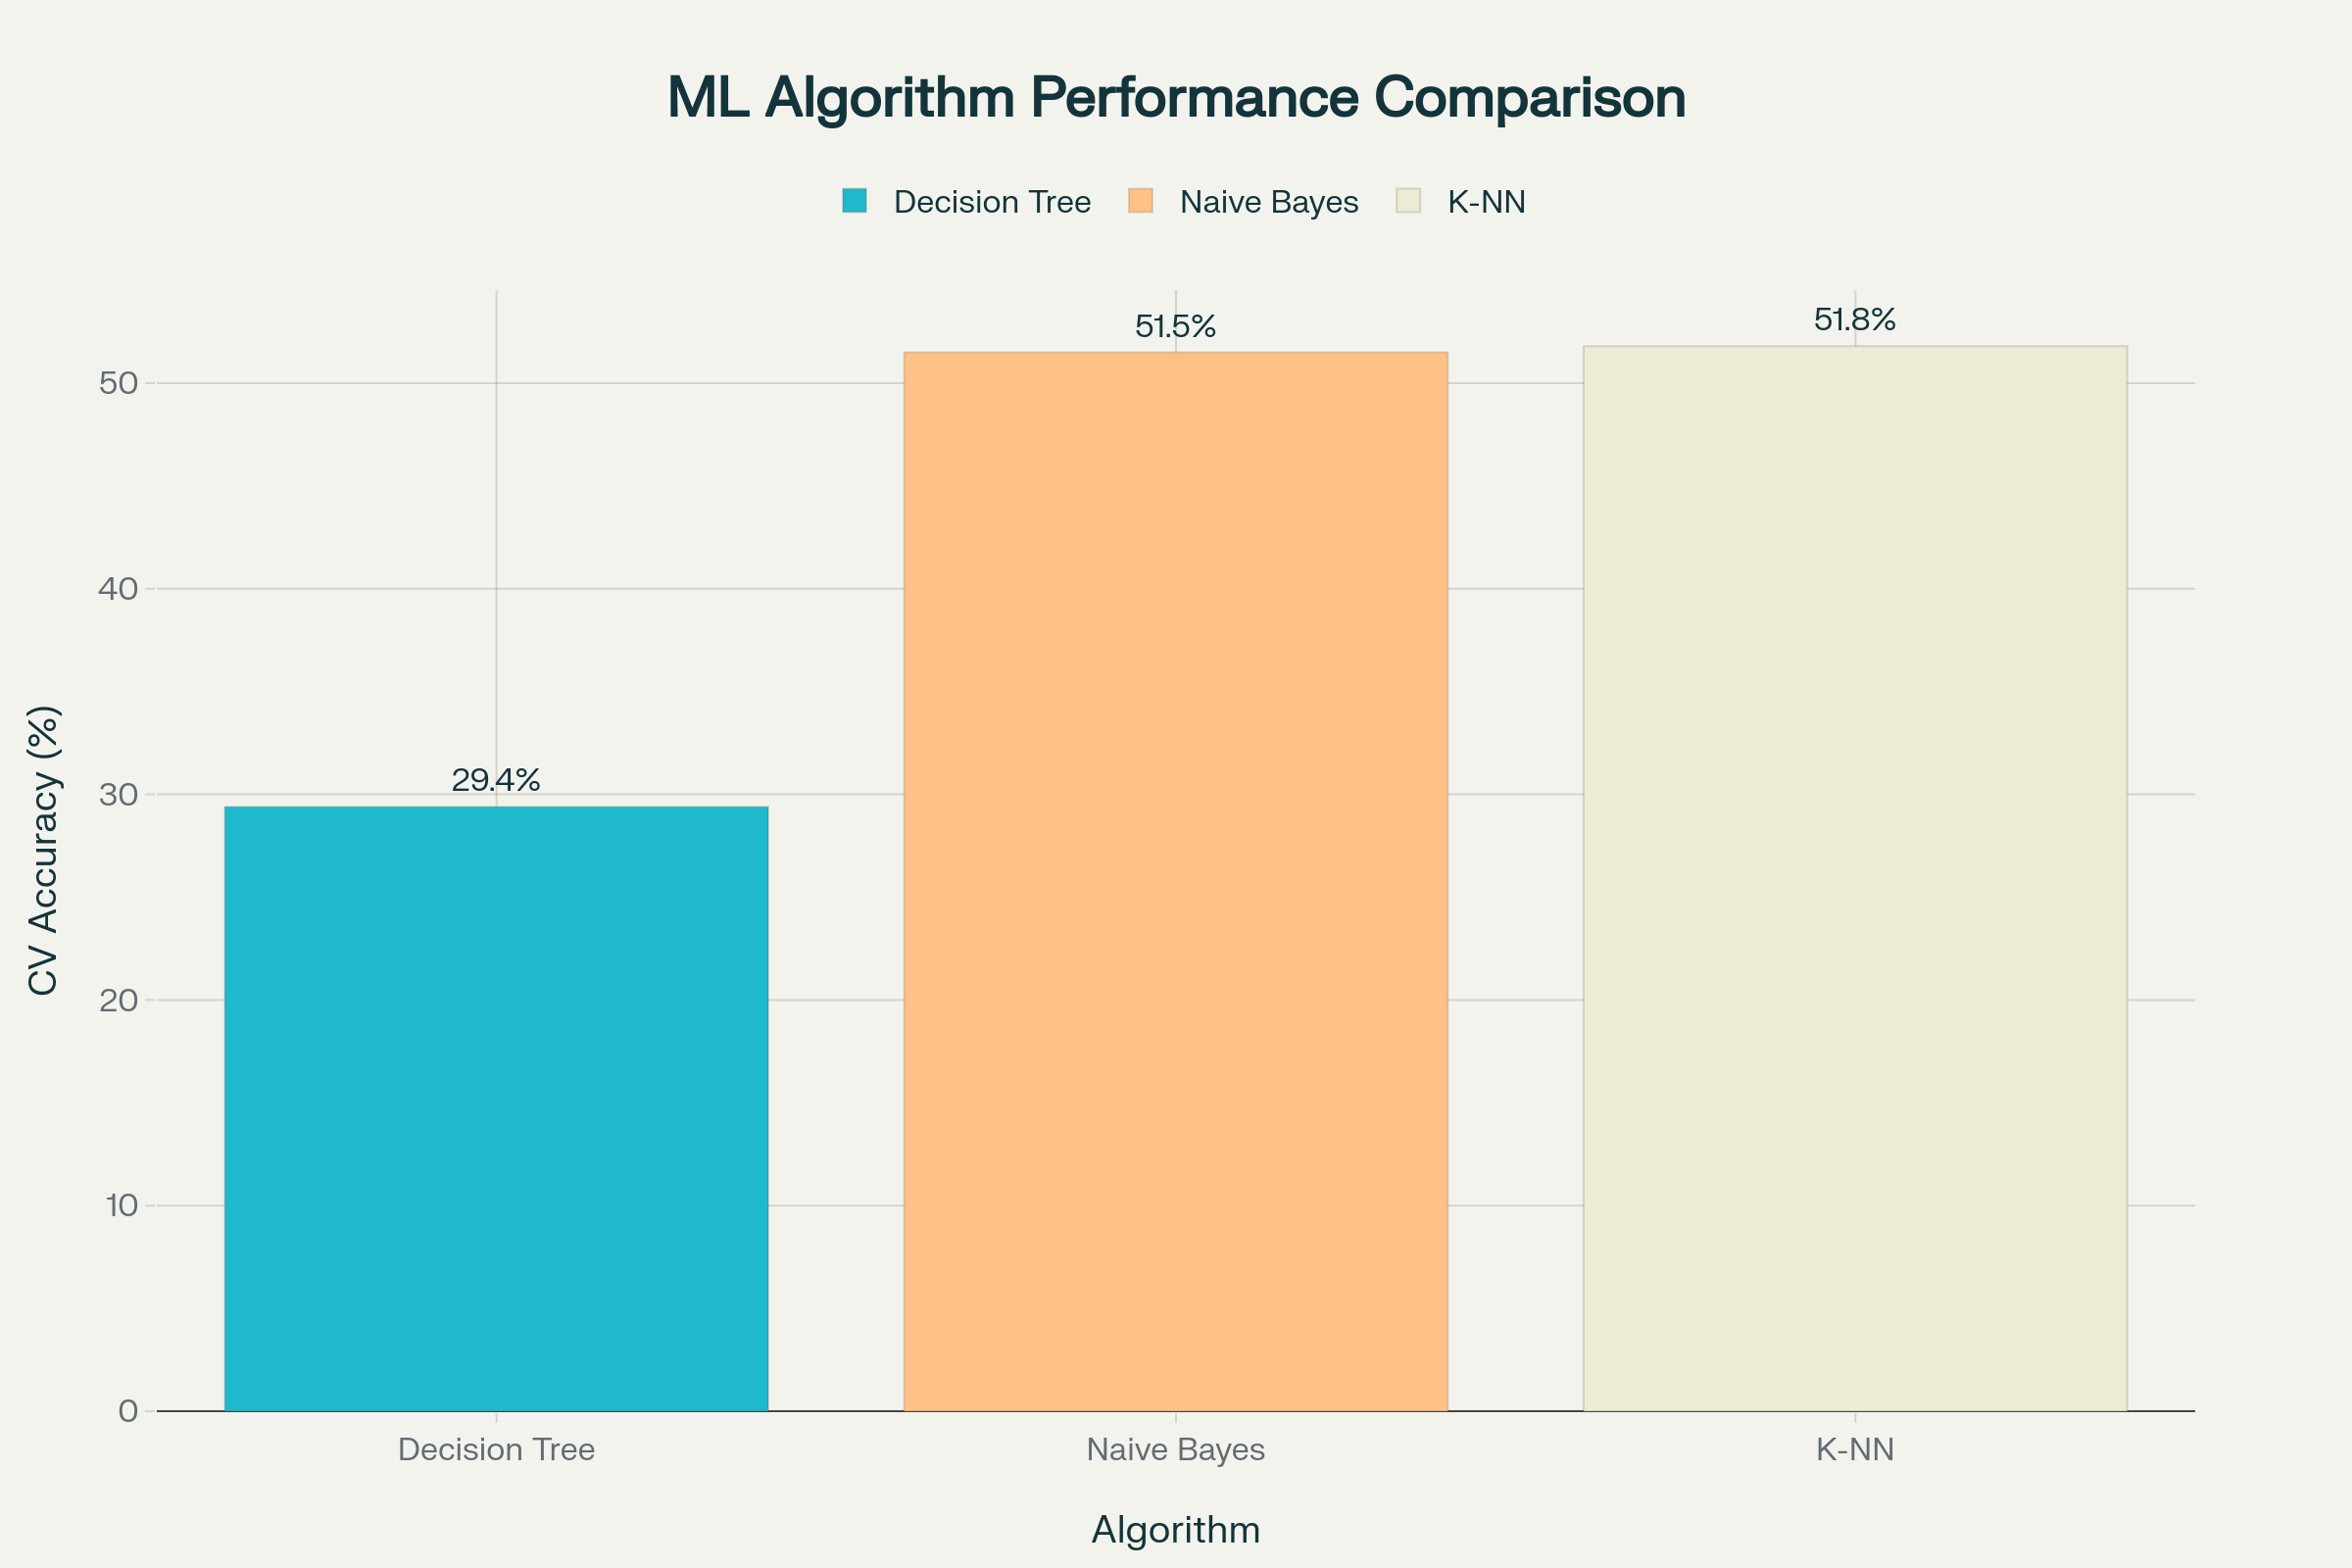 ML Algorithm Performance Comparison
Decision Tree Naive Bayes K-NN
51.8%
51.5%
50
40
29.4%
30
20
10
0
CV Accuracy (%)
Decision Tree Naive Bayes K-NN
Algorithm